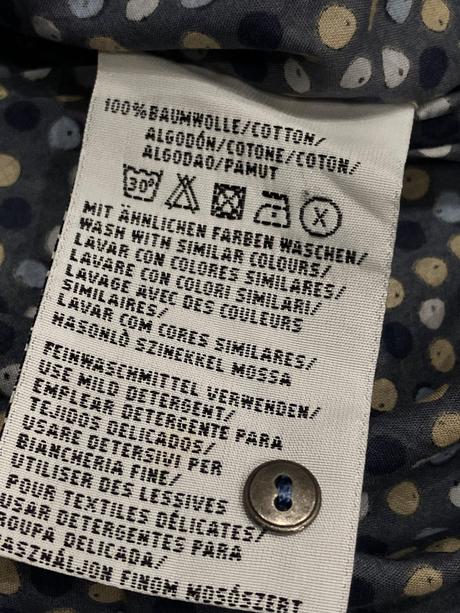 100%BAUMWOLLE/COTTON/
ALGODÓN/COTONE/COTON/
ALGODAO/PAMUT
30° X
MIT ÄHNLICHEN FARBEN WASCHEN/
WASH WITH SIMILAR COLOURS/
LAVAR CON COLORES SIMILARES/
LAVARE CON COLORI SIMILARI/
LAVAGE AVEC DES COULEURS
SIMILAIRES/
LAVAR COM CORES SIMILARES/
HASONLÓ SZINEKKEL MOSSA
FEINWASCHMITTEL VERWENDEN/
USE MILD DETERGENT/
EMPLEAR DETERGENTE PARA
TEJIDOS DELICADOS/
USARE DETERSIVI PER
BIANCHERIA FINE/
UTILISER DES LESSIVES
POUR TEXTILES DÉLICATES/
USAR DETERGENTES PARA
ROUPA DELICADA/
HASZNÁLJON FINOM MOSÓSZERT